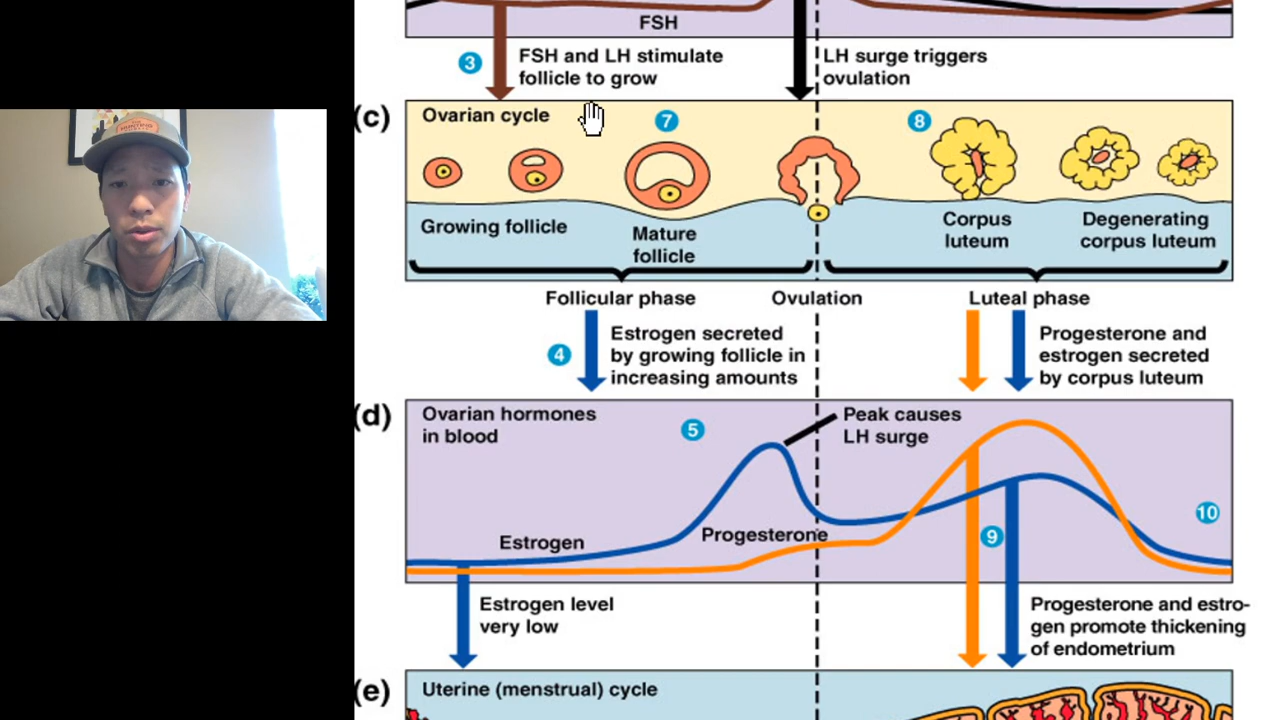 FSH
3
FSH and LH stimulate
follicle to grow
LH surge triggers
ovulation
(c)
Ovarian cycle
7
8
Growing follicle
Mature
follicle
Corpus
luteum
Degenerating
corpus luteum
Follicular phase
Ovulation
Luteal phase
4
Estrogen secreted
by growing follicle in
increasing amounts
Progesterone and
estrogen secreted
by corpus luteum
(d)
Ovarian hormones
in blood
5
Peak causes
LH surge
10
Estrogen
Progesterone
9
Estrogen level
very low
Progesterone and estro-
gen promote thickening
of endometrium
(e)
Uterine (menstrual) cycle